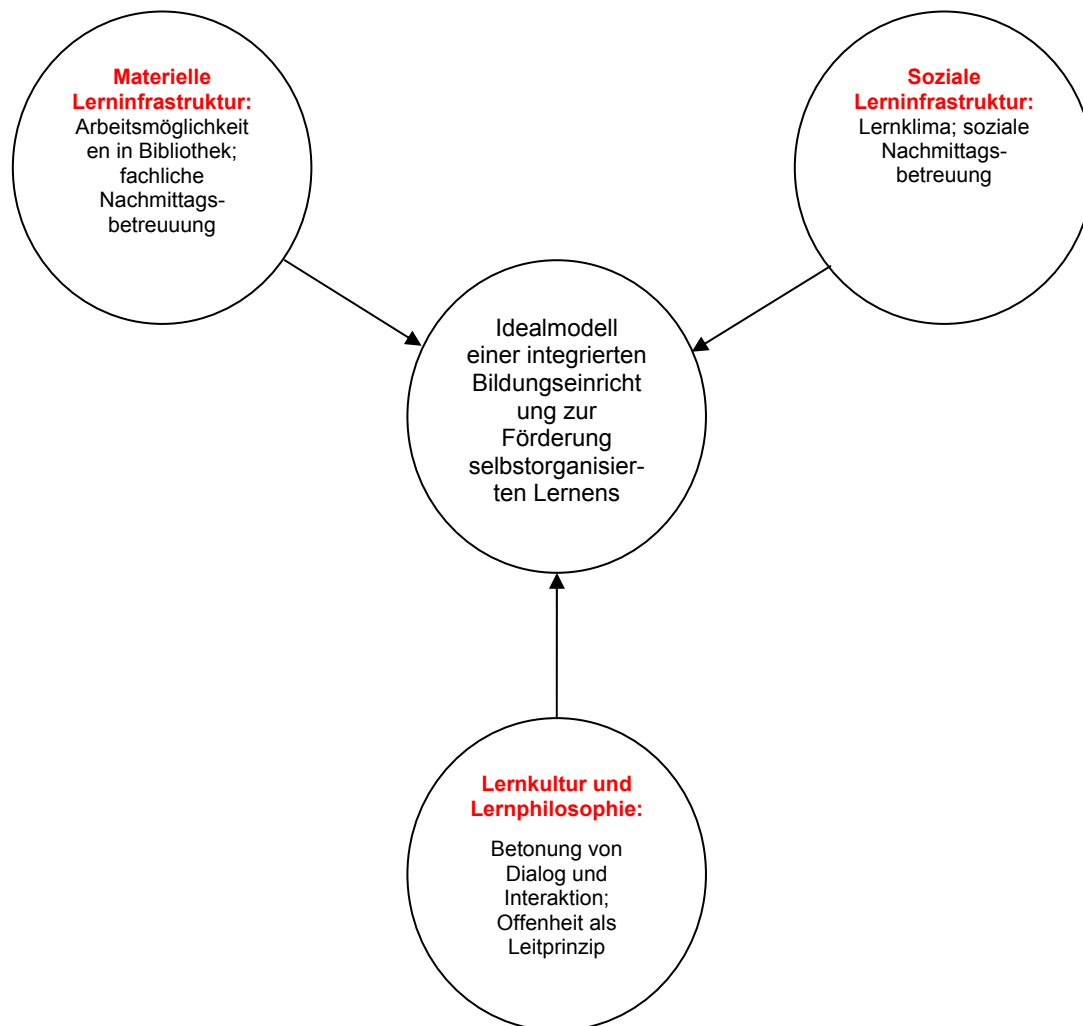 Materielle
Lerninfrastruktur:
Arbeitsmöglichkeit
en in Bibliothek;
fachliche
Nachmittags-
betreuuung
Soziale
Lerninfrastruktur:
Lernklima; soziale
Nachmittags-
betreuung
Idealmodell
einer integrierten
Bildungseinricht
ung zur
Förderung
selbstorganisier-
ten Lernens
Lernkultur und
Lernphilosophie:
Betonung von
Dialog und
Interaktion;
Offenheit als
Leitprinzip